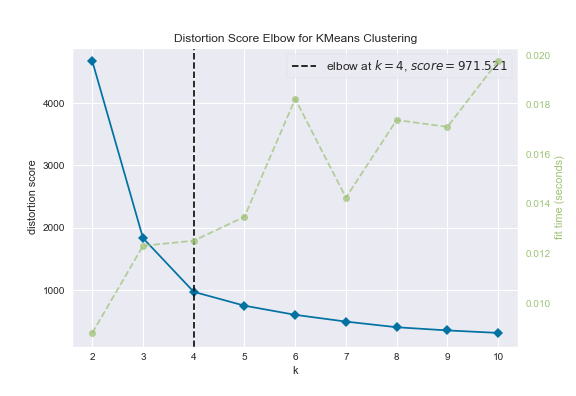 Distortion Score Elbow for KMeans Clustering
elbow at k = 4, score = 971.521
distortion score
4000
3000
2000
1000
0.020
0.018
0.016
0.014
0.012
0.010
fit time (seconds)
2 3 4 5 6 7 8 9 10
k